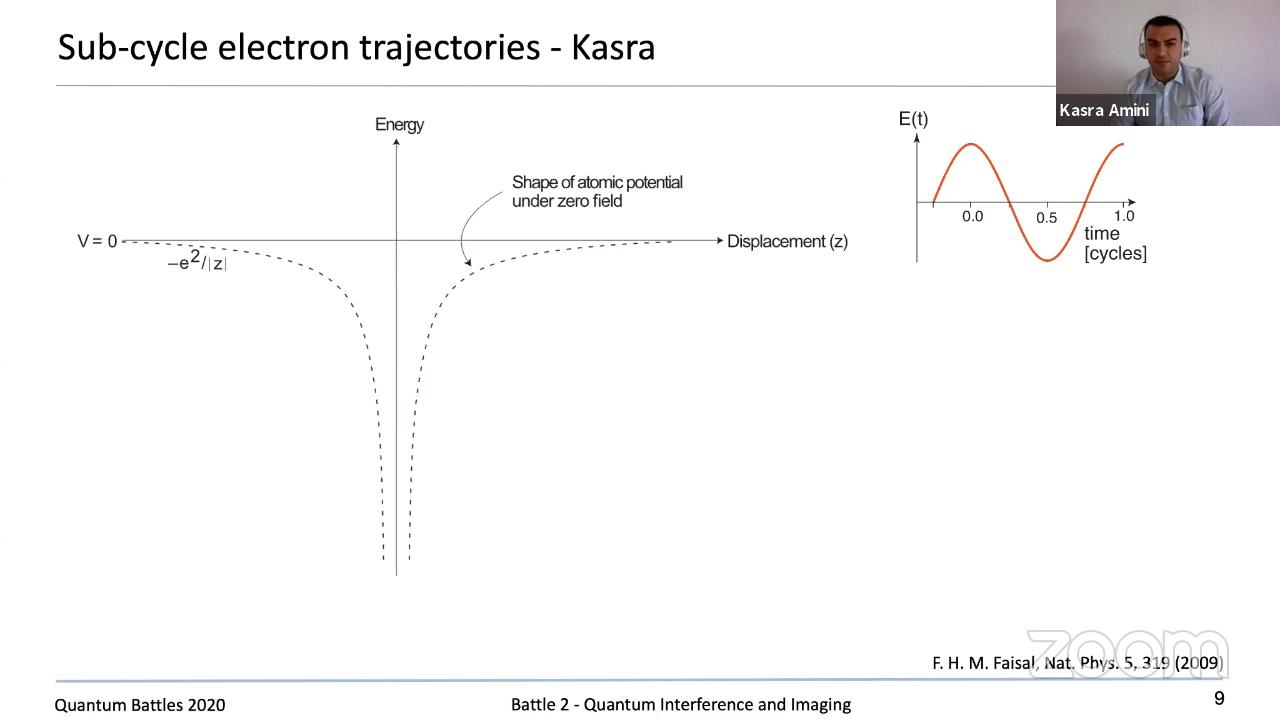 Sub-cycle electron trajectories - Kasra
Kasra Amini
Energy
Shape of atomic potential
under zero field
V = 0
–e²/|z|
Displacement (z)
E(t)
0.0
0.5
1.0
time
[cycles]
zoom
F. H. M. Faisal, Nat. Phys. 5, 319 (2009)
Quantum Battles 2020
Battle 2 - Quantum Interference and Imaging
9